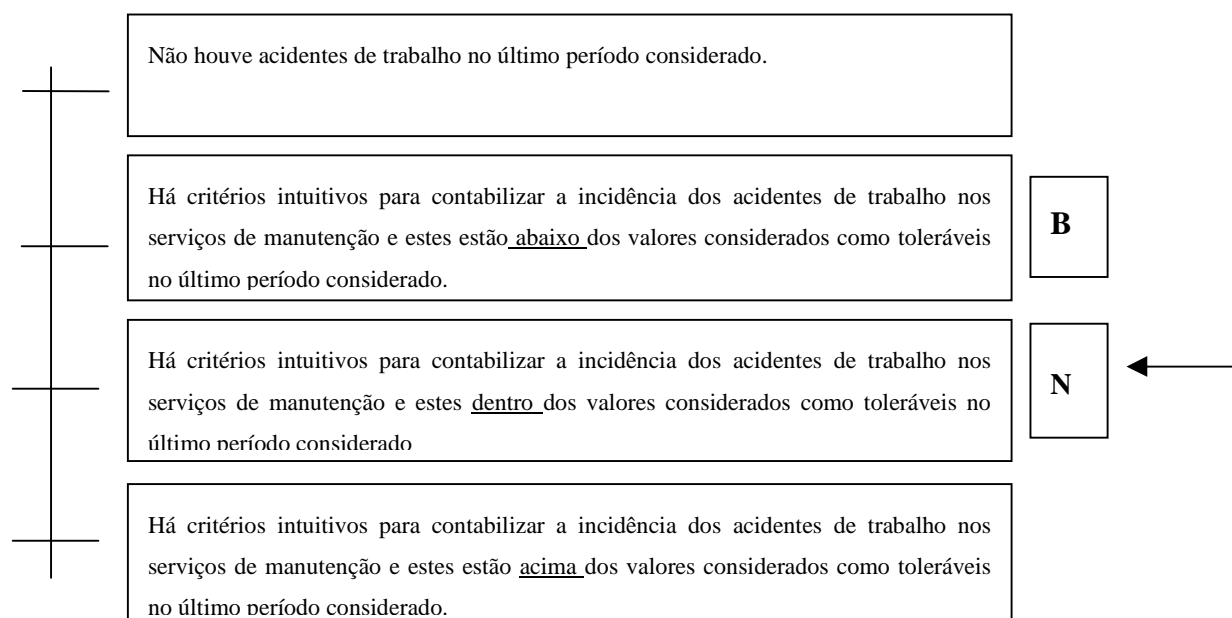 Não houve acidentes de trabalho no último período considerado.
Há critérios intuitivos para contabilizar a incidência dos acidentes de trabalho nos
serviços de manutenção e estes estão abaixo dos valores considerados como toleráveis
no último período considerado.
B
Há critérios intuitivos para contabilizar a incidência dos acidentes de trabalho nos
serviços de manutenção e estes dentro dos valores considerados como toleráveis no
último período considerado
N
Há critérios intuitivos para contabilizar a incidência dos acidentes de trabalho nos
serviços de manutenção e estes estão acima dos valores considerados como toleráveis
no último período considerado.